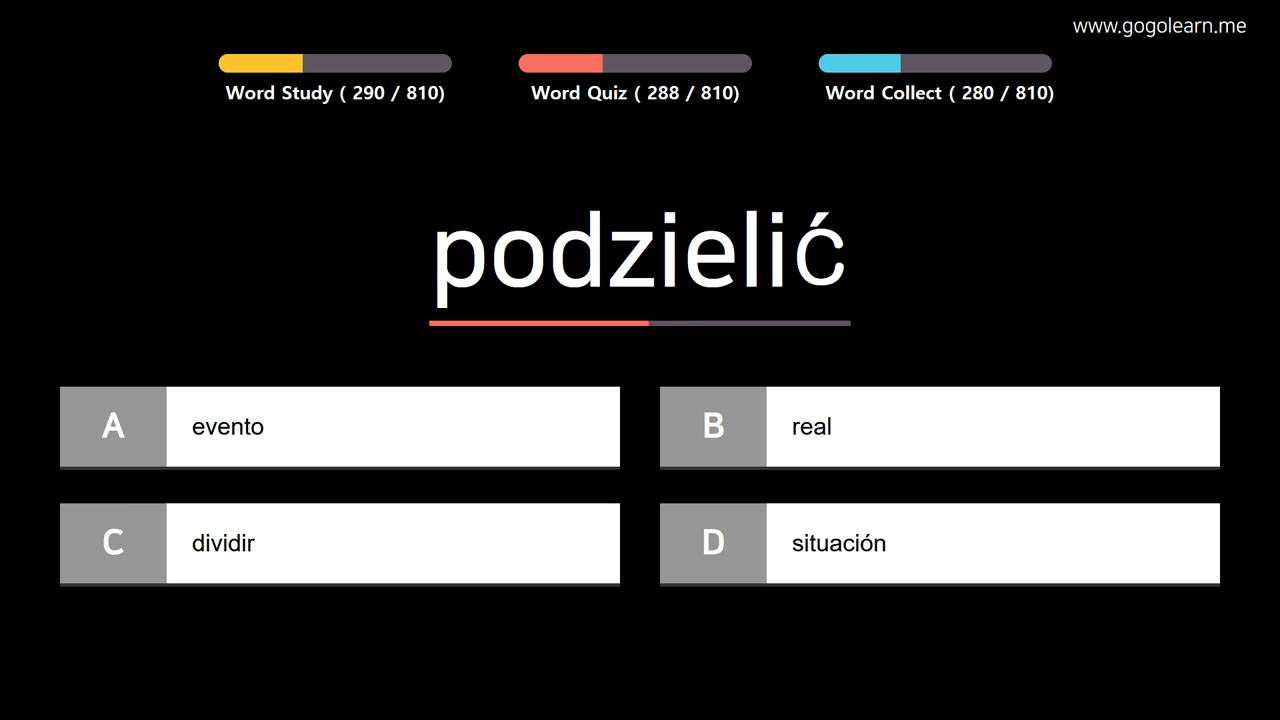 www.gogolearn.me
Word Study ( 290 / 810)
Word Quiz ( 288 / 810)
Word Collect ( 280 / 810)
podzielić
A evento
B real
C dividir
D situación